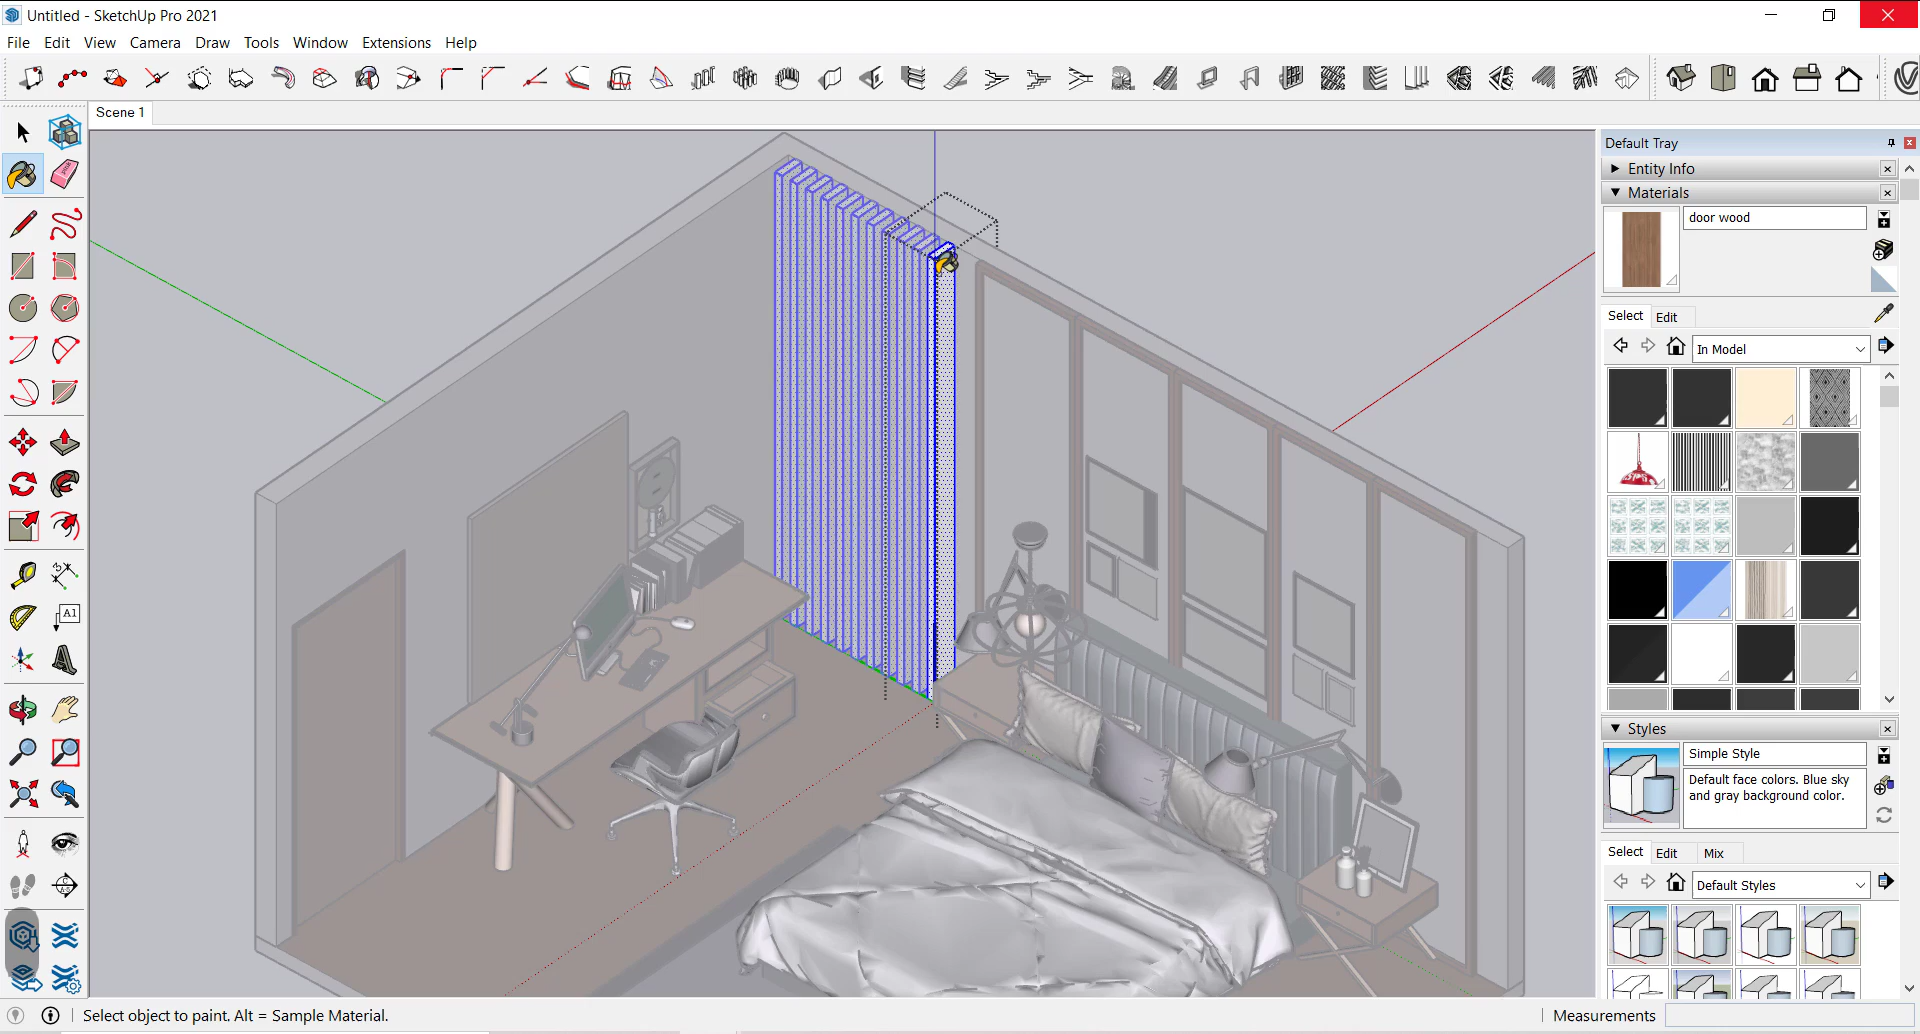 Untitled - SketchUp Pro 2021
File Edit View Camera Draw Tools Window Extensions Help
Scene 1
Default Tray
Entity Info
Materials
door wood
Select Edit
In Model
Styles
Simple Style
Default face colors. Blue sky
and gray background color.
Select Edit Mix
Default Styles
A1
Select object to paint. Alt = Sample Material.
Measurements